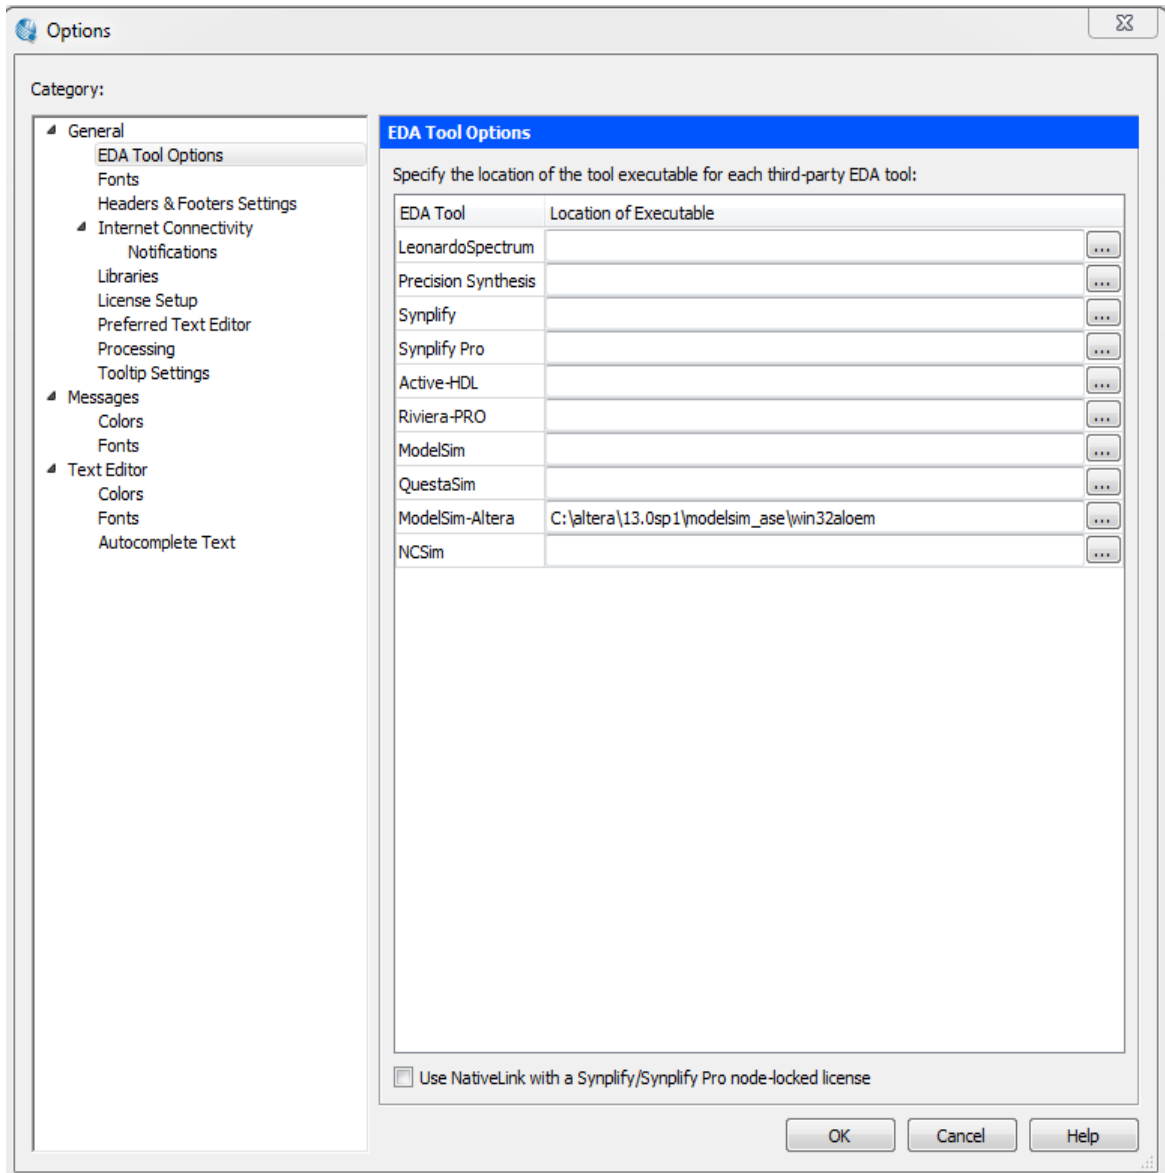 Options
Category:
General
EDA Tool Options
Fonts
Headers & Footers Settings
Internet Connectivity
Notifications
Libraries
License Setup
Preferred Text Editor
Processing
Tooltip Settings
Messages
Colors
Fonts
Text Editor
Colors
Fonts
Autocomplete Text
EDA Tool Options
Specify the location of the tool executable for each third-party EDA tool:
EDA Tool Location of Executable
LeonardoSpectrum ...
Precision Synthesis ...
Synplify ...
Synplify Pro ...
Active-HDL ...
Riviera-PRO ...
ModelSim ...
QuestaSim ...
ModelSim-Altera C:\altera\13.0sp1\modelsim_ase\win32aloem ...
NCSim ...
Use NativeLink with a Synplify/Synplify Pro node-locked license
OK Cancel Help